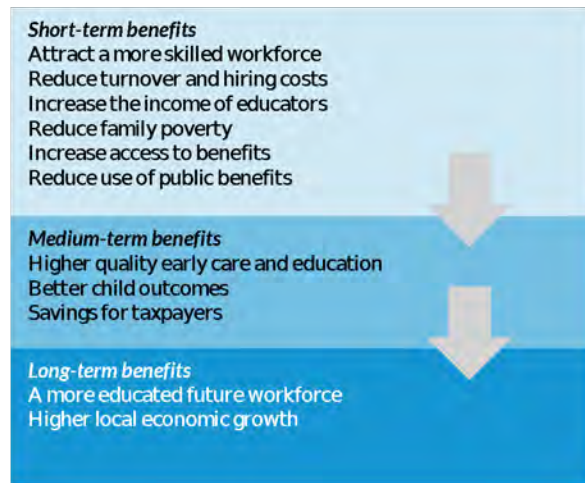 Short-term benefits
Attract a more skilled workforce
Reduce turnover and hiring costs
Increase the income of educators
Reduce family poverty
Increase access to benefits
Reduce use of public benefits
Medium-term benefits
Higher quality early care and education
Better child outcomes
Savings for taxpayers
Long-term benefits
A more educated future workforce
Higher local economic growth